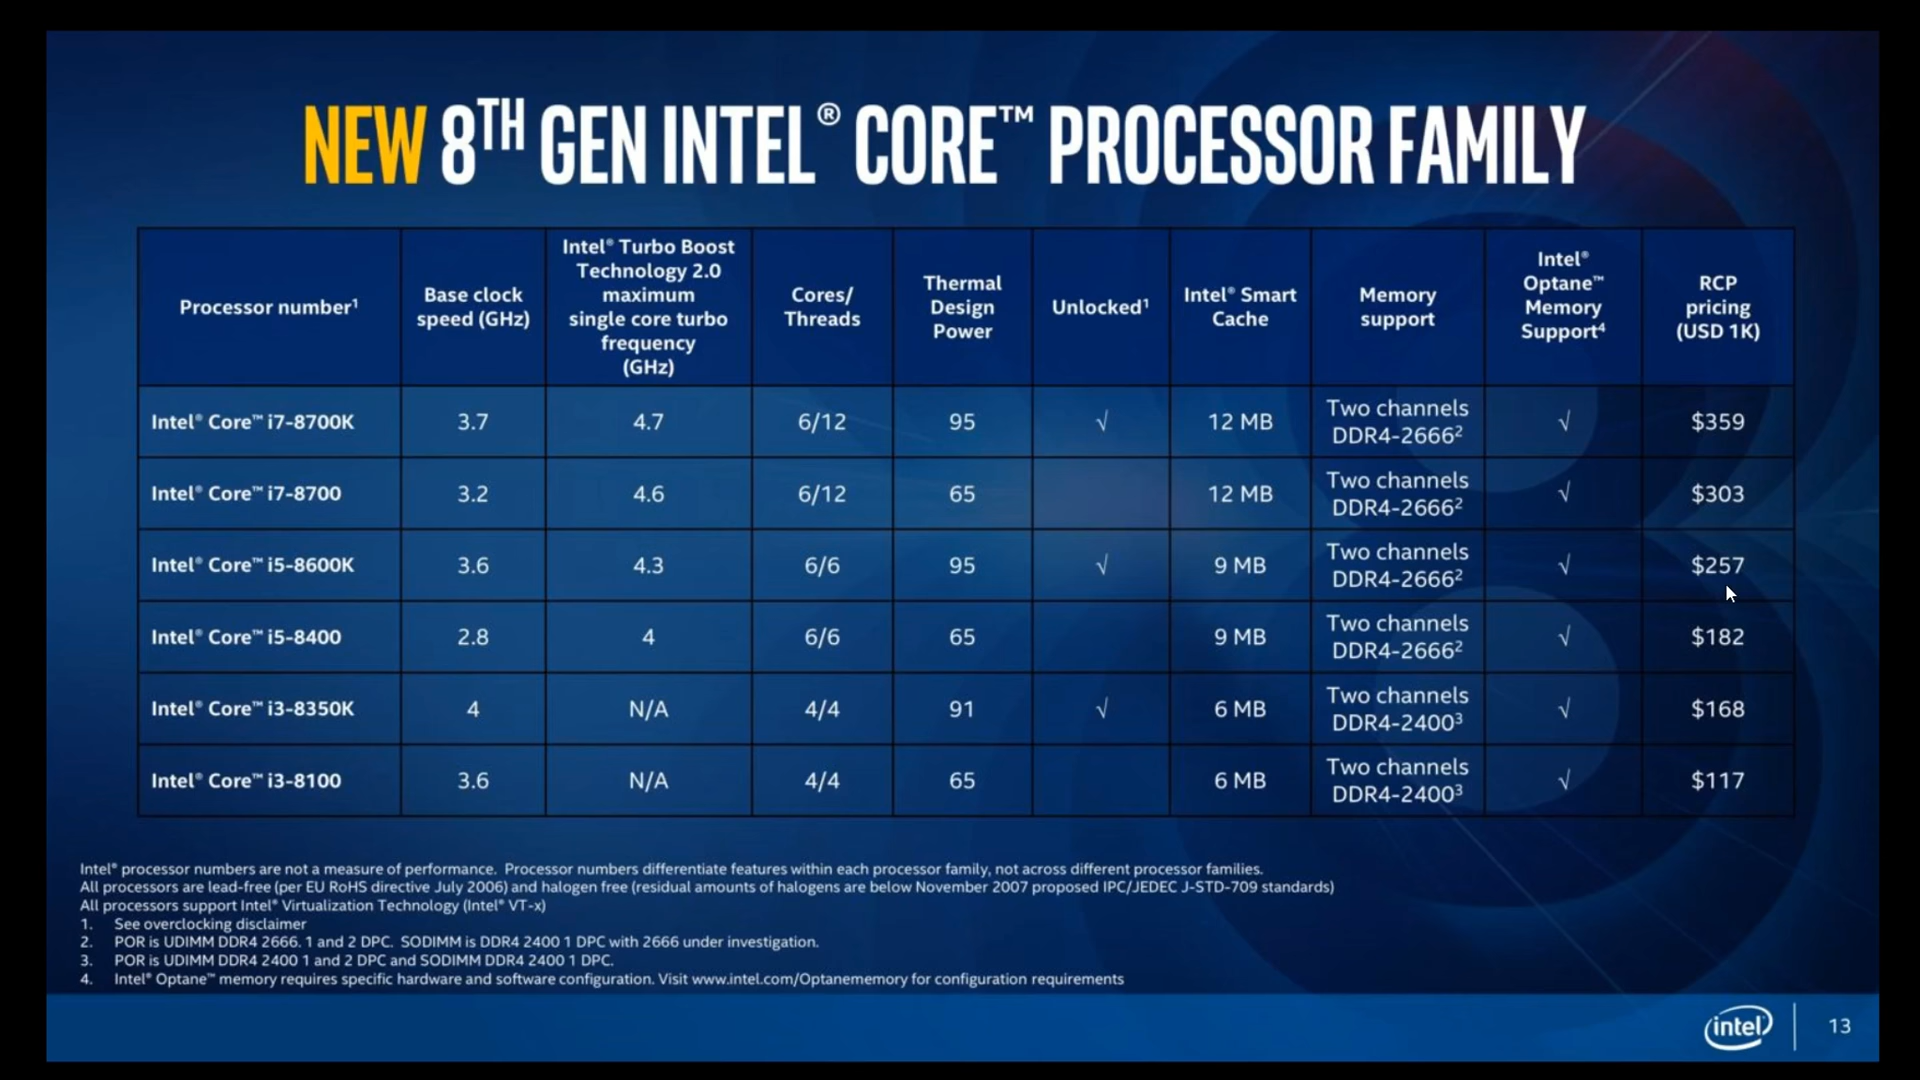 NEW 8TH GEN INTEL® CORE™ PROCESSOR FAMILY
Processor number¹
Base clock
speed (GHz)
Intel® Turbo Boost
Technology 2.0
maximum
single core turbo
frequency
(GHz)
Cores/
Threads
Thermal
Design
Power
Unlocked¹
Intel® Smart
Cache
Memory
support
Intel®
Optane™
Memory
Support⁴
RCP
pricing
(USD 1K)
Intel® Core™ i7-8700K 3.7 4.7 6/12 95 √ 12 MB Two channels
DDR4-2666² √ $359
Intel® Core™ i7-8700 3.2 4.6 6/12 65 12 MB Two channels
DDR4-2666² √ $303
Intel® Core™ i5-8600K 3.6 4.3 6/6 95 √ 9 MB Two channels
DDR4-2666² √ $257
Intel® Core™ i5-8400 2.8 4 6/6 65 9 MB Two channels
DDR4-2666² √ $182
Intel® Core™ i3-8350K 4 N/A 4/4 91 √ 6 MB Two channels
DDR4-2400³ √ $168
Intel® Core™ i3-8100 3.6 N/A 4/4 65 6 MB Two channels
DDR4-2400³ √ $117
Intel® processor numbers are not a measure of performance. Processor numbers differentiate features within each processor family, not across different processor families.
All processors are lead-free (per EU RoHS directive July 2006) and halogen free (residual amounts of halogens are below November 2007 proposed IPC/JEDEC J-STD-709 standards)
All processors support Intel® Virtualization Technology (Intel® VT-x)
1. See overclocking disclaimer
2. POR is UDIMM DDR4 2666. 1 and 2 DPC. SODIMM is DDR4 2400 1 DPC with 2666 under investigation.
3. POR is UDIMM DDR4 2400 1 and 2 DPC and SODIMM DDR4 2400 1 DPC.
4. Intel® Optane™ memory requires specific hardware and software configuration. Visit www.intel.com/Optanememory for configuration requirements
intel 13